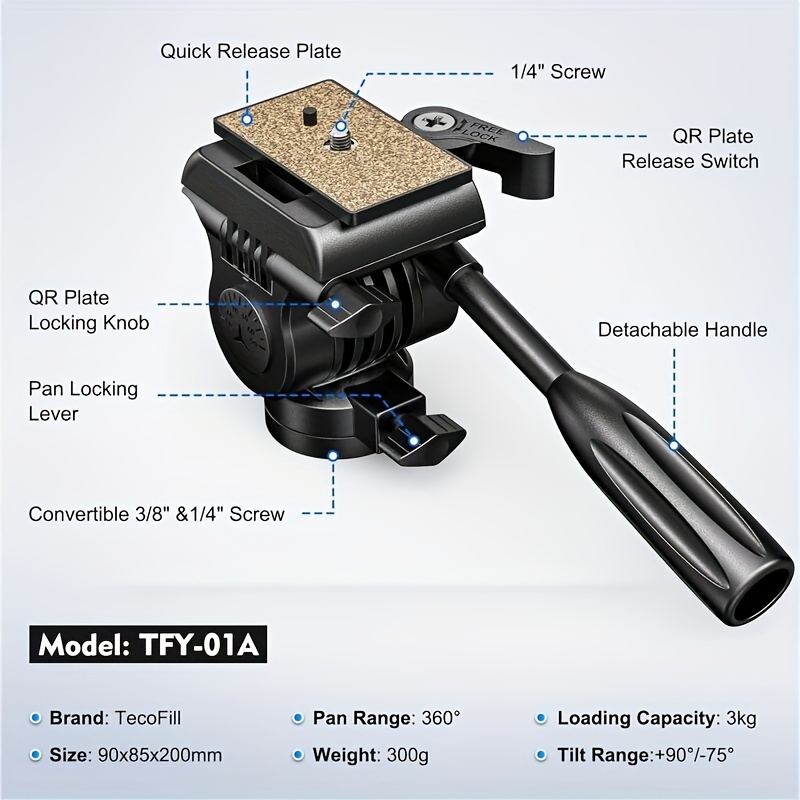 Quick Release Plate
1/4" Screw
FREE
LOCK
QR Plate
Release Switch
QR Plate
Locking Knob
Detachable Handle
Pan Locking
Lever
Convertible 3/8" &1/4" Screw
Model: TFY-01A
Brand: TecoFill
Pan Range: 360°
Loading Capacity: 3kg
Size: 90x85x200mm
Weight: 300g
Tilt Range:+90°/-75°